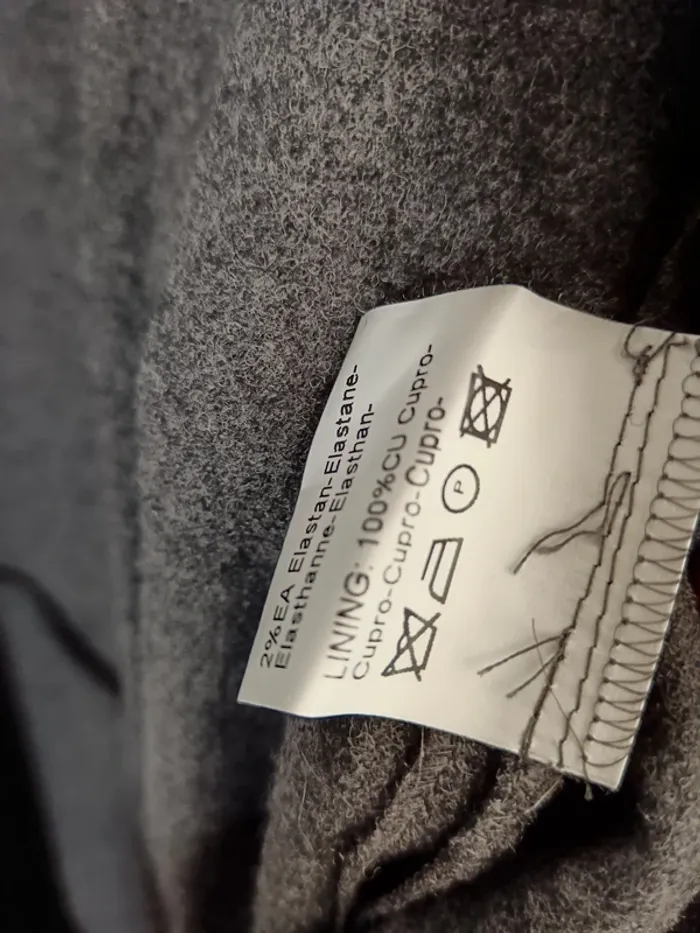 2%EA Elastan-Elastane-
Elasthanne-Elasthan-
LINING: 100%CU Cupro-
Cupro-Cupro-Cupro-
P